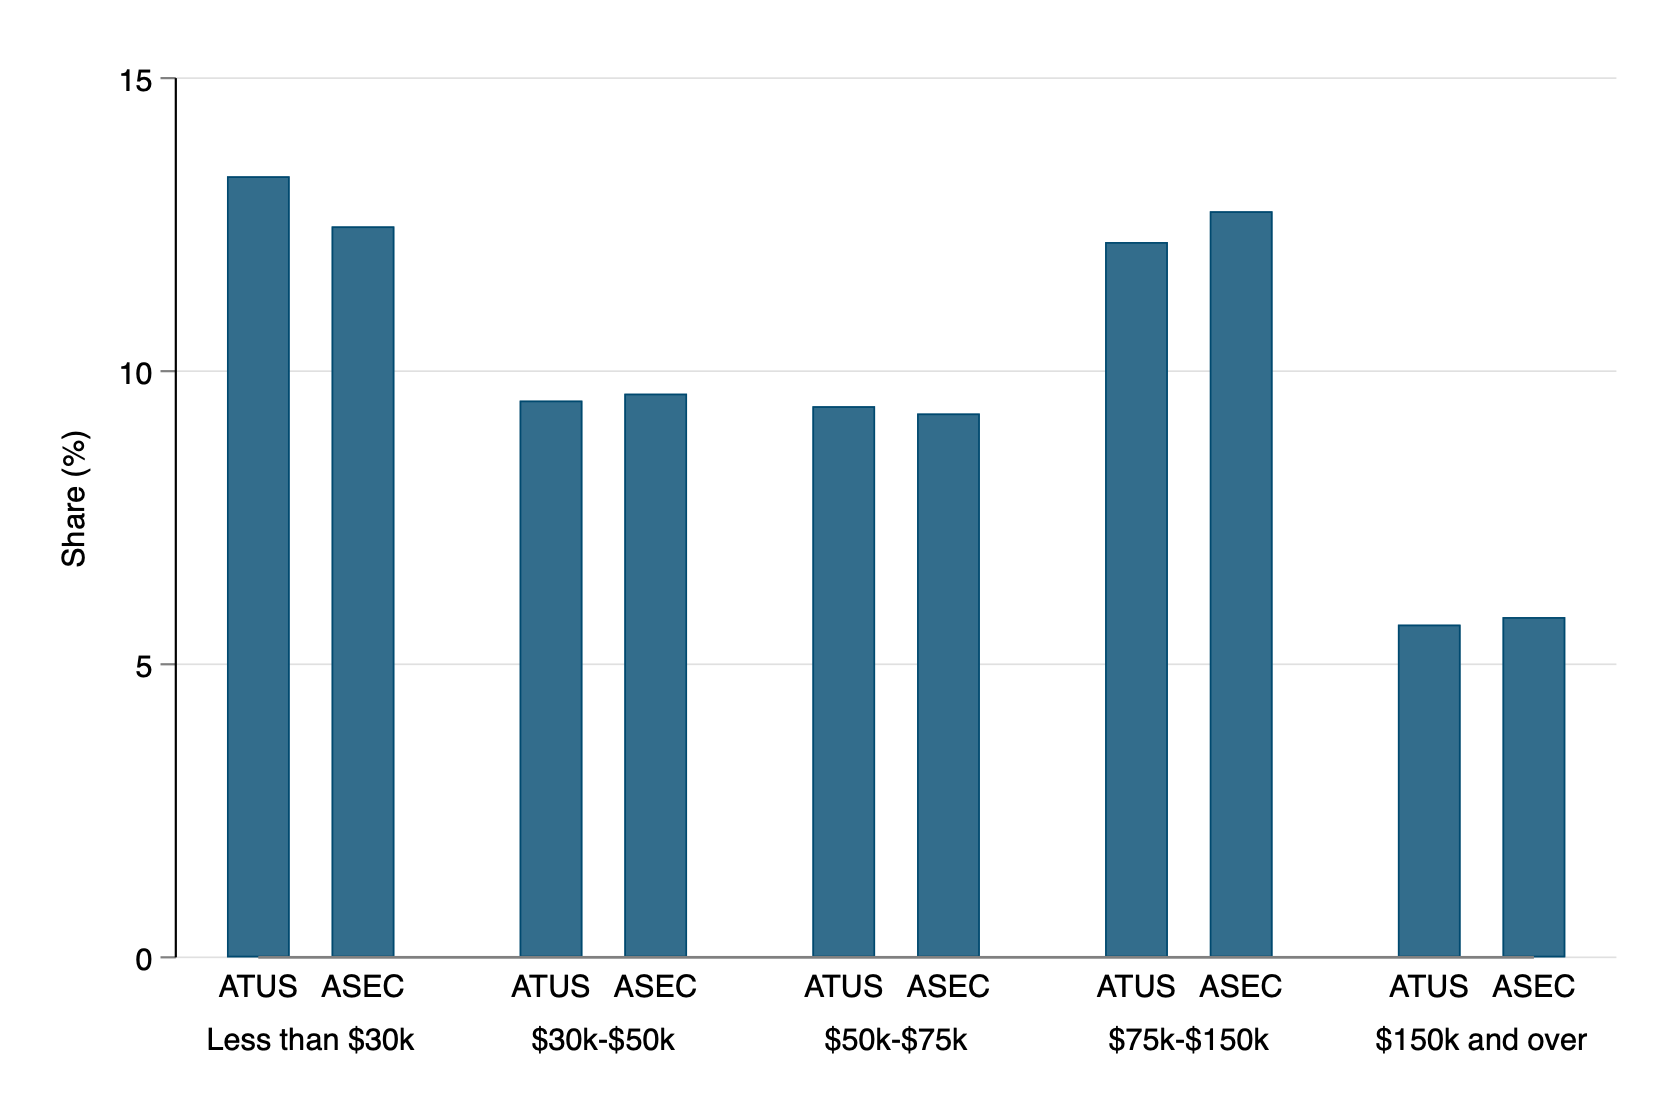 15
10
5
0
Share (%)
ATUS ASEC ATUS ASEC ATUS ASEC ATUS ASEC ATUS ASEC
Less than $30k $30k-$50k $50k-$75k $75k-$150k $150k and over